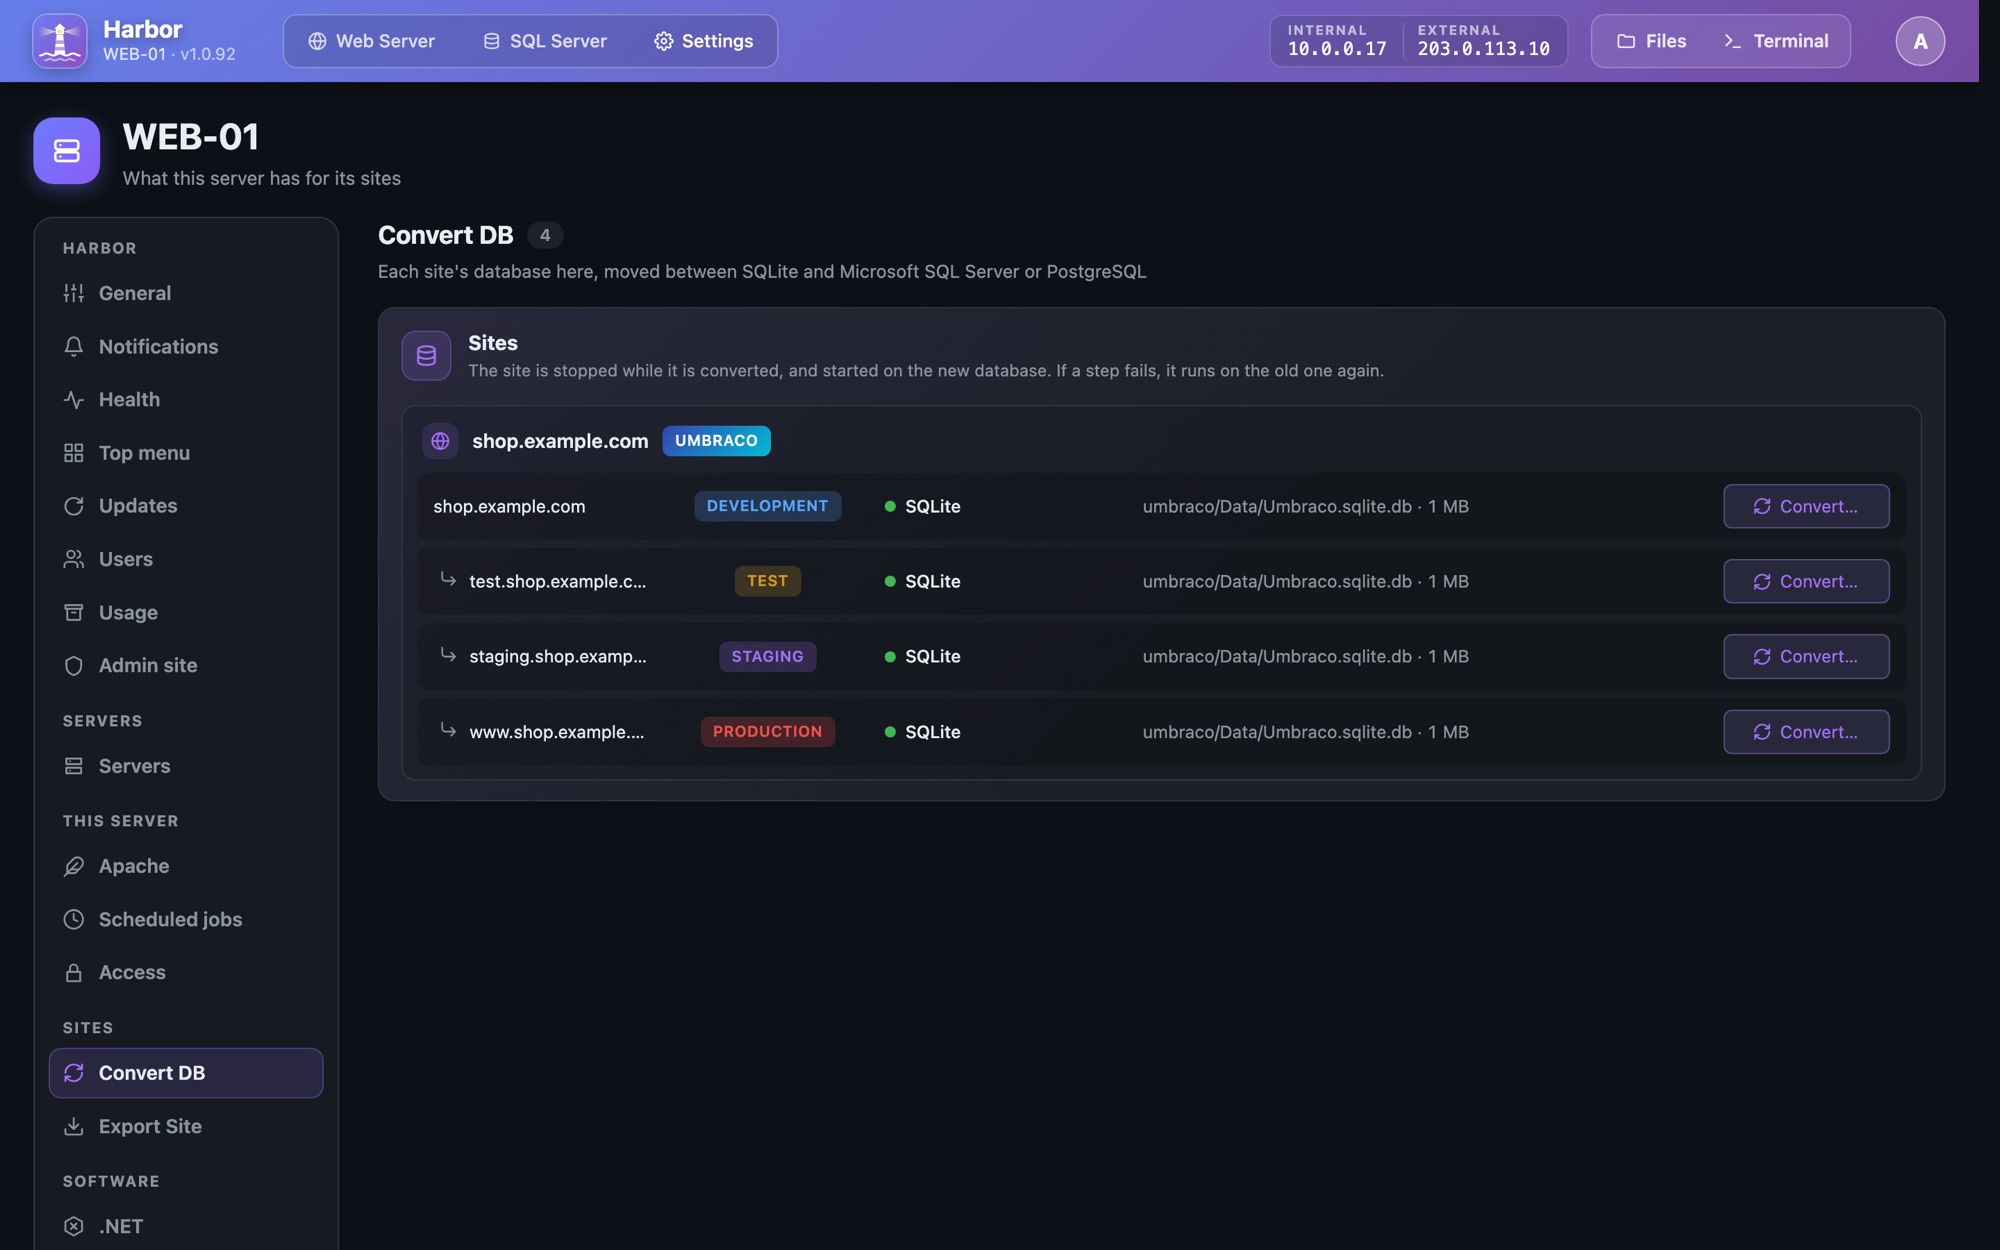 Harbor
WEB-01 · v1.0.92
Web Server
SQL Server
Settings
INTERNAL
10.0.0.17
EXTERNAL
203.0.113.10
Files
Terminal
A
WEB-01
What this server has for its sites
HARBOR
General
Notifications
Health
Top menu
Updates
Users
Usage
Admin site
SERVERS
Servers
THIS SERVER
Apache
Scheduled jobs
Access
SITES
Convert DB
Export Site
SOFTWARE
.NET
Convert DB 4
Each site's database here, moved between SQLite and Microsoft SQL Server or PostgreSQL
Sites
The site is stopped while it is converted, and started on the new database. If a step fails, it runs on the old one again.
shop.example.com UMBRACO
shop.example.com DEVELOPMENT SQLite umbraco/Data/Umbraco.sqlite.db · 1 MB Convert...
test.shop.example.c... TEST SQLite umbraco/Data/Umbraco.sqlite.db · 1 MB Convert...
staging.shop.examp... STAGING SQLite umbraco/Data/Umbraco.sqlite.db · 1 MB Convert...
www.shop.example.... PRODUCTION SQLite umbraco/Data/Umbraco.sqlite.db · 1 MB Convert...